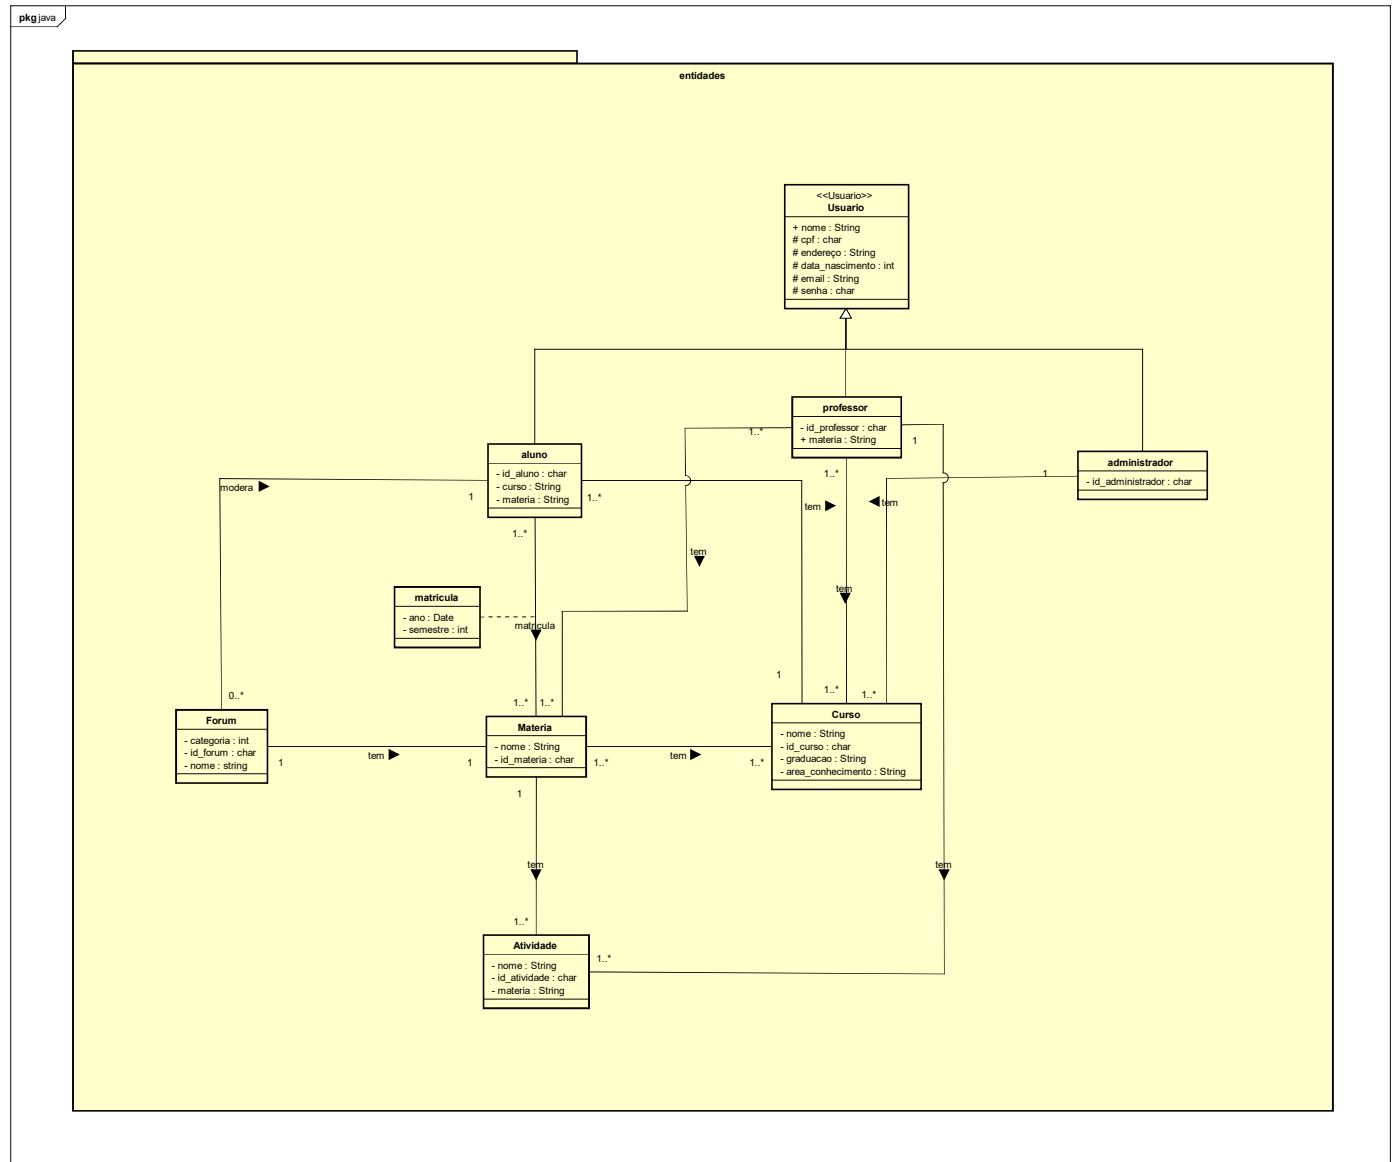 pkg java
entidades
<<Usuario>>
Usuario
+ nome : String
# cpf : char
# endereço : String
# data_nascimento : int
# email : String
# senha : char
professor
- id_professor : char
+ materia : String
1..*
1
1..*
aluno
- id_aluno : char
- curso : String
- materia : String
administrador
- id_administrador : char
1
modera
1
1..*
1..*
tem
tem
tem
tem
matricula
- ano : Date
- semestre : int
matricula
1
0..*
1..*
1..*
1..*
1..*
Forum
- categoria : int
- id_forum : char
- nome : string
Materia
- nome : String
- id_materia : char
Curso
- nome : String
- id_curso : char
- graduacao : String
- area_conhecimento : String
1
tem
1
1..*
tem
1..*
1
tem
tem
1..*
Atividade
- nome : String
- id_atividade : char
- materia : String
1..*